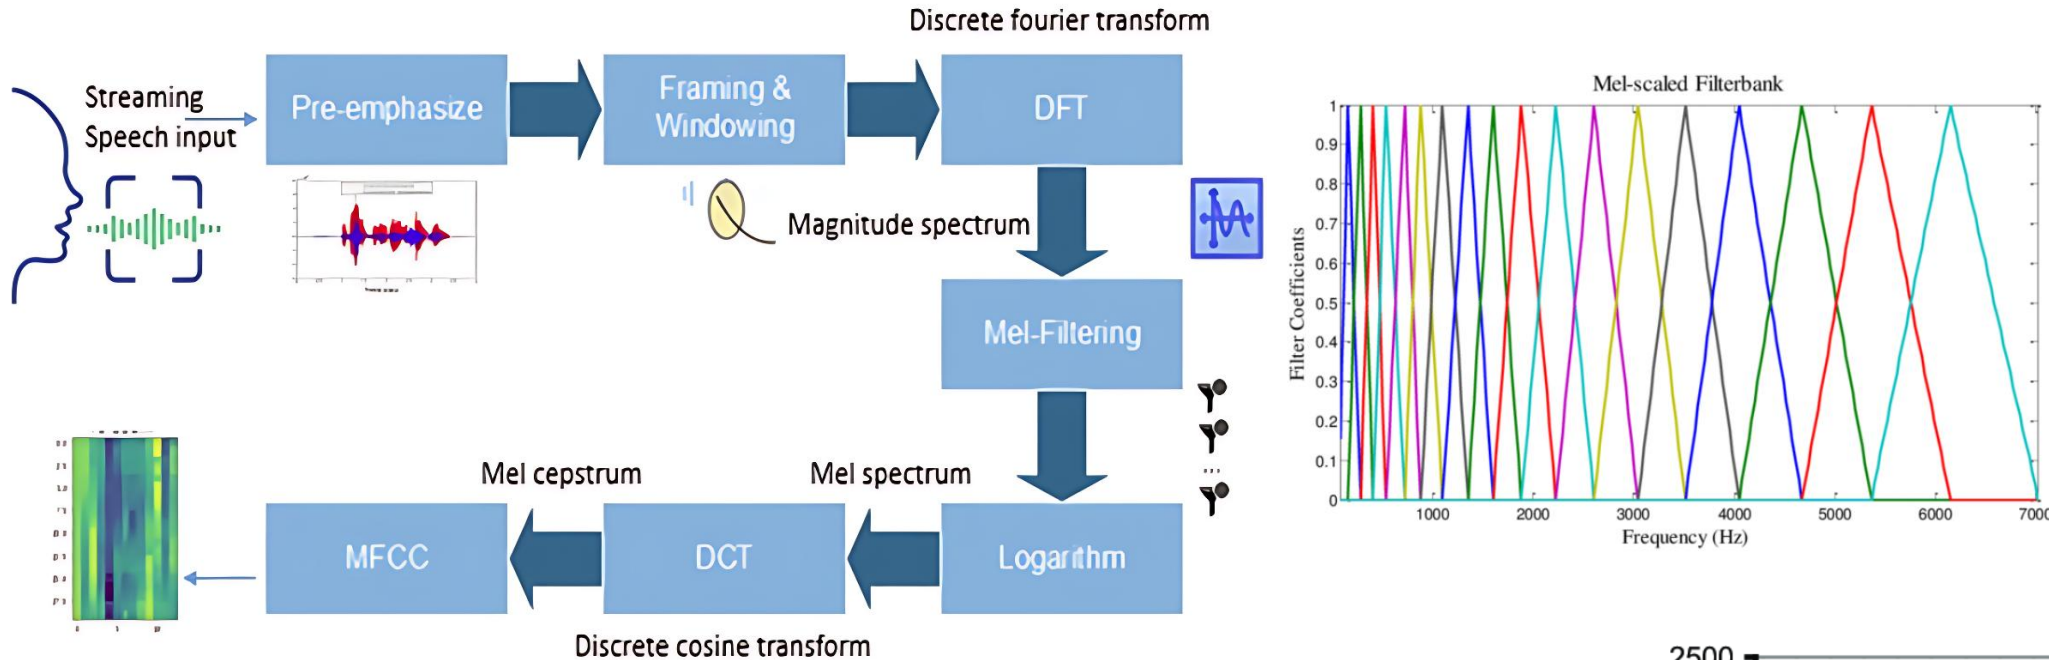 Discrete fourier transform
Streaming
Speech input
Pre-emphasize
Framing &
Windowing
DFT
Magnitude spectrum
Mel-Filtering
Mel cepstrum
Mel spectrum
MFCC
DCT
Logarithm
Discrete cosine transform
Mel-scaled Filterbank
Filter Coefficients
1
0.9
0.8
0.7
0.6
0.5
0.4
0.3
0.2
0.1
0
1000 2000 3000 4000 5000 6000 7000
Frequency (Hz)
2500